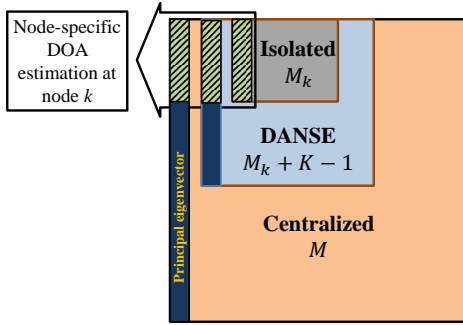 Node-specific
DOA
estimation at
node k
Isolated
M_k
DANSE
M_k + K − 1
Centralized
M
Principal eigenvector